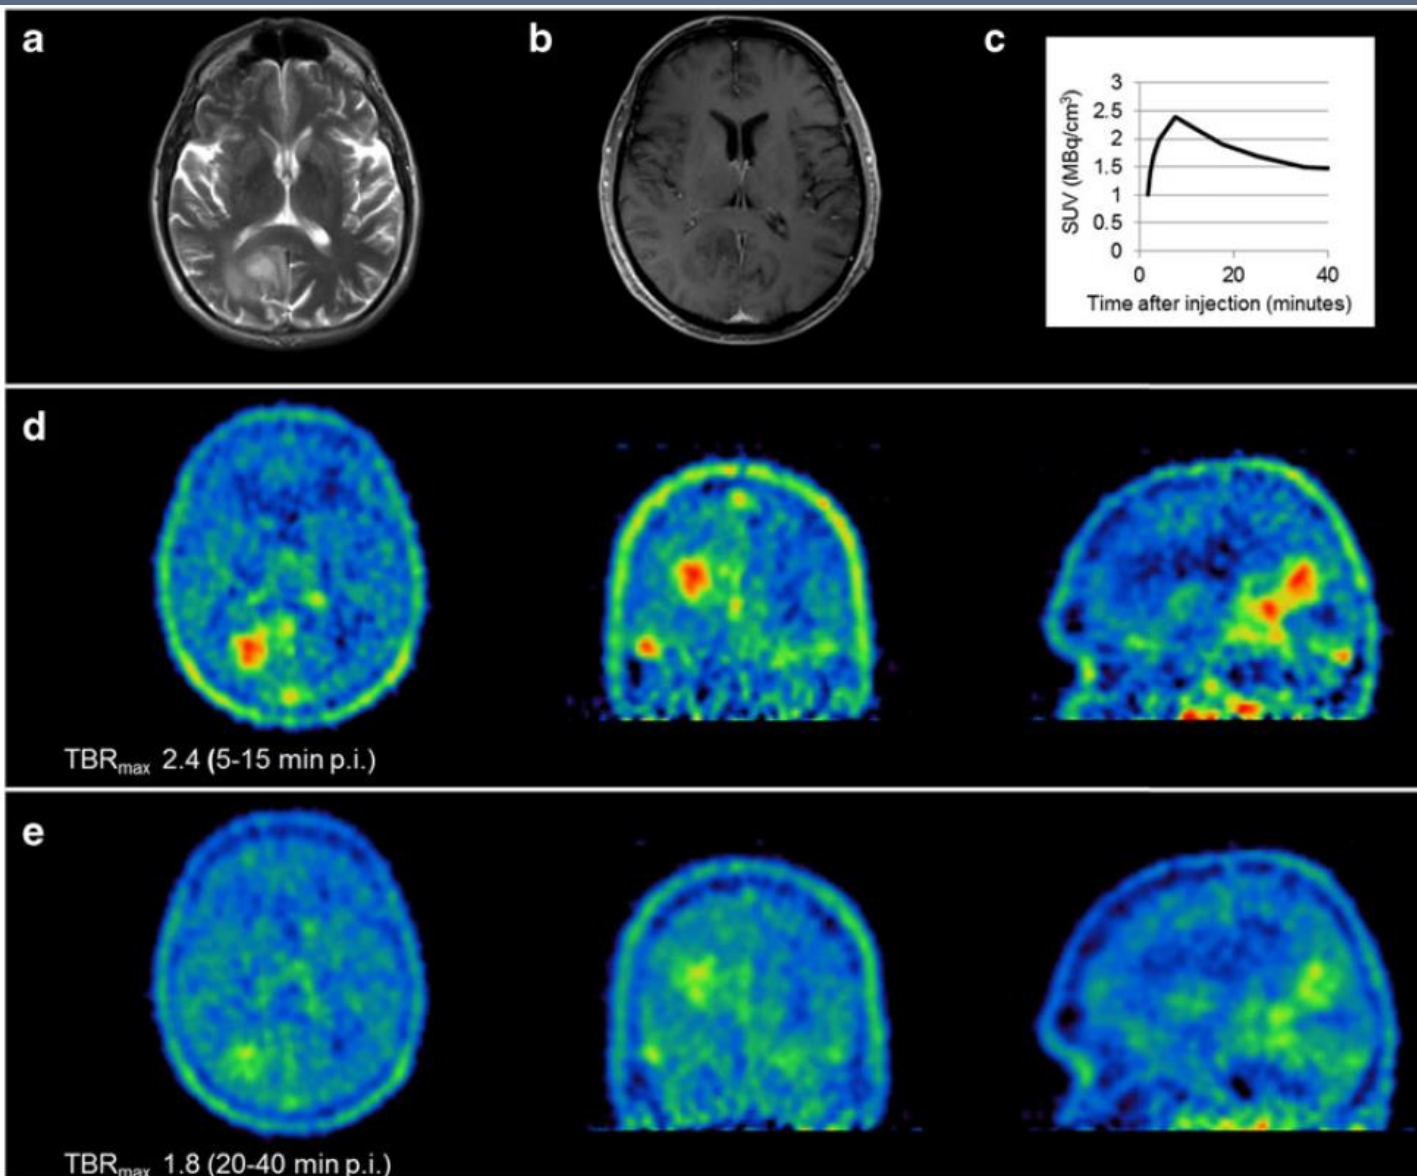 a
b
c
3
2.5
2
1.5
1
0.5
0
SUV (MBq/cm³)
0 20 40
Time after injection (minutes)
d
TBRmax 2.4 (5-15 min p.i.)
e
TBRmax 1.8 (20-40 min p.i.)